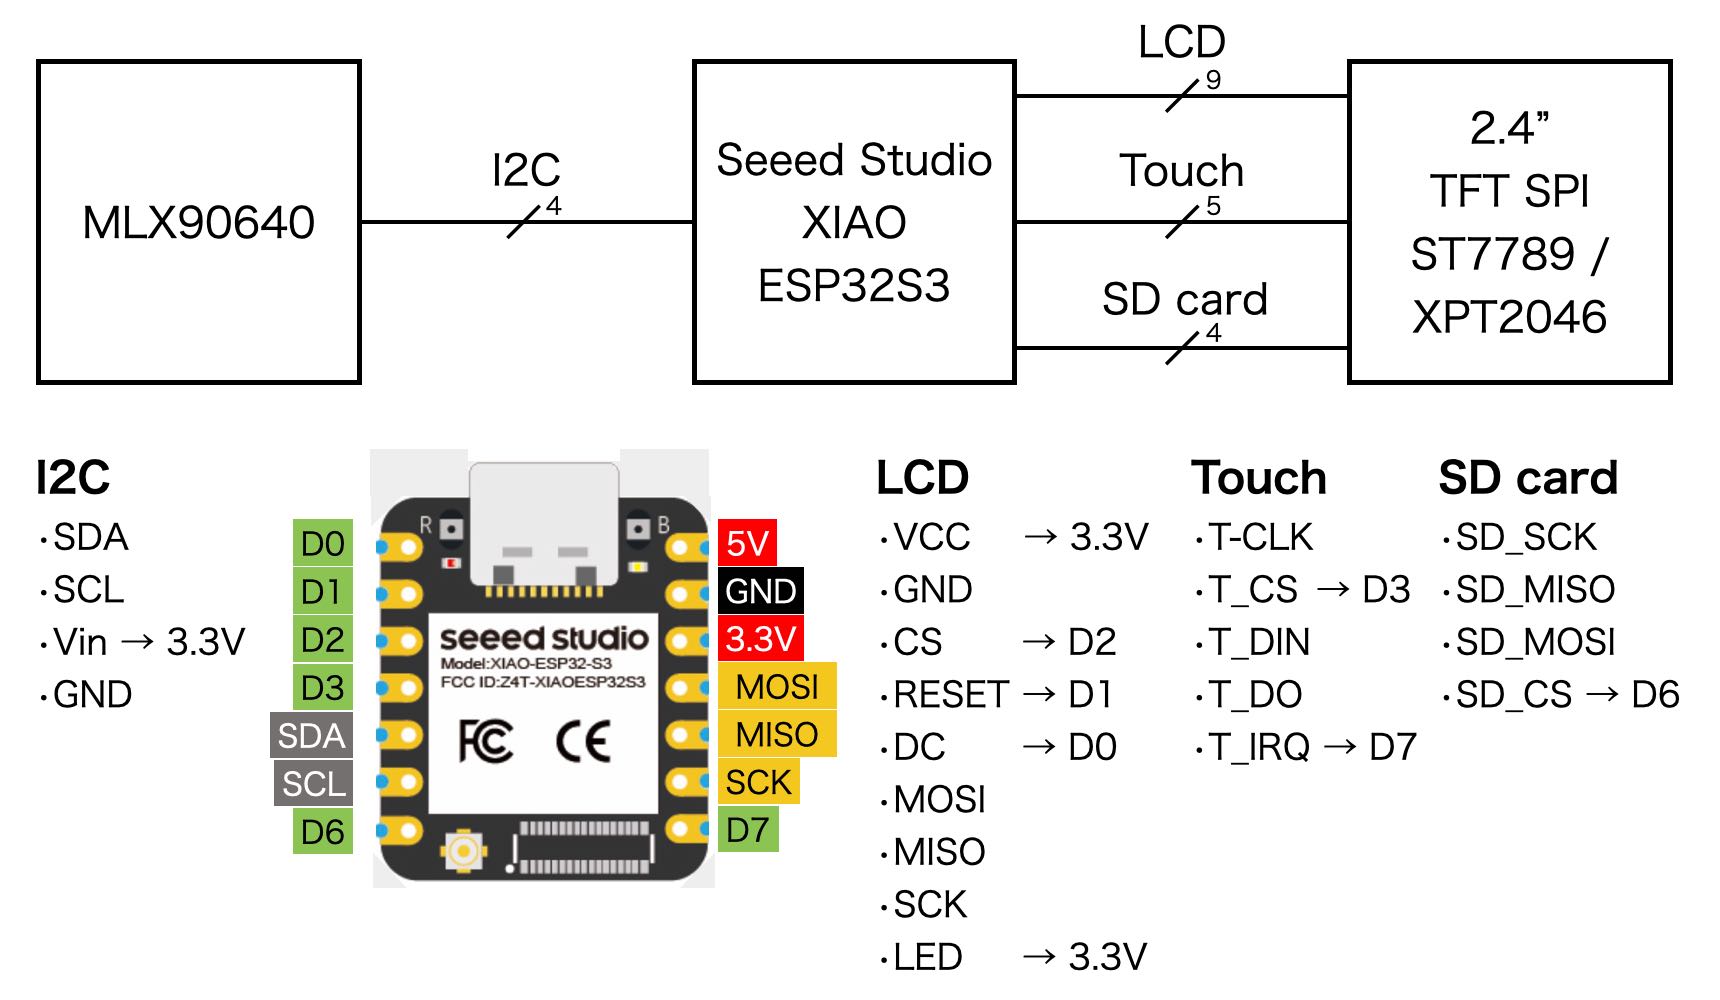 LCD
9
MLX90640
I2C
4
Seeed Studio
XIAO
ESP32S3
Touch
5
SD card
4
2.4”
TFT SPI
ST7789 /
XPT2046
I2C
・SDA
・SCL
・Vin → 3.3V
・GND
D0
D1
D2
D3
SDA
SCL
D6
R
B
seeed studio
Model:XIAO-ESP32-S3
FCC ID:Z4T-XIAOESP32S3
FC CE
5V
GND
3.3V
MOSI
MISO
SCK
D7
LCD
・VCC → 3.3V
・GND
・CS → D2
・RESET → D1
・DC → D0
・MOSI
・MISO
・SCK
・LED → 3.3V
Touch
・T-CLK
・T_CS → D3
・T_DIN
・T_DO
・T_IRQ → D7
SD card
・SD_SCK
・SD_MISO
・SD_MOSI
・SD_CS → D6